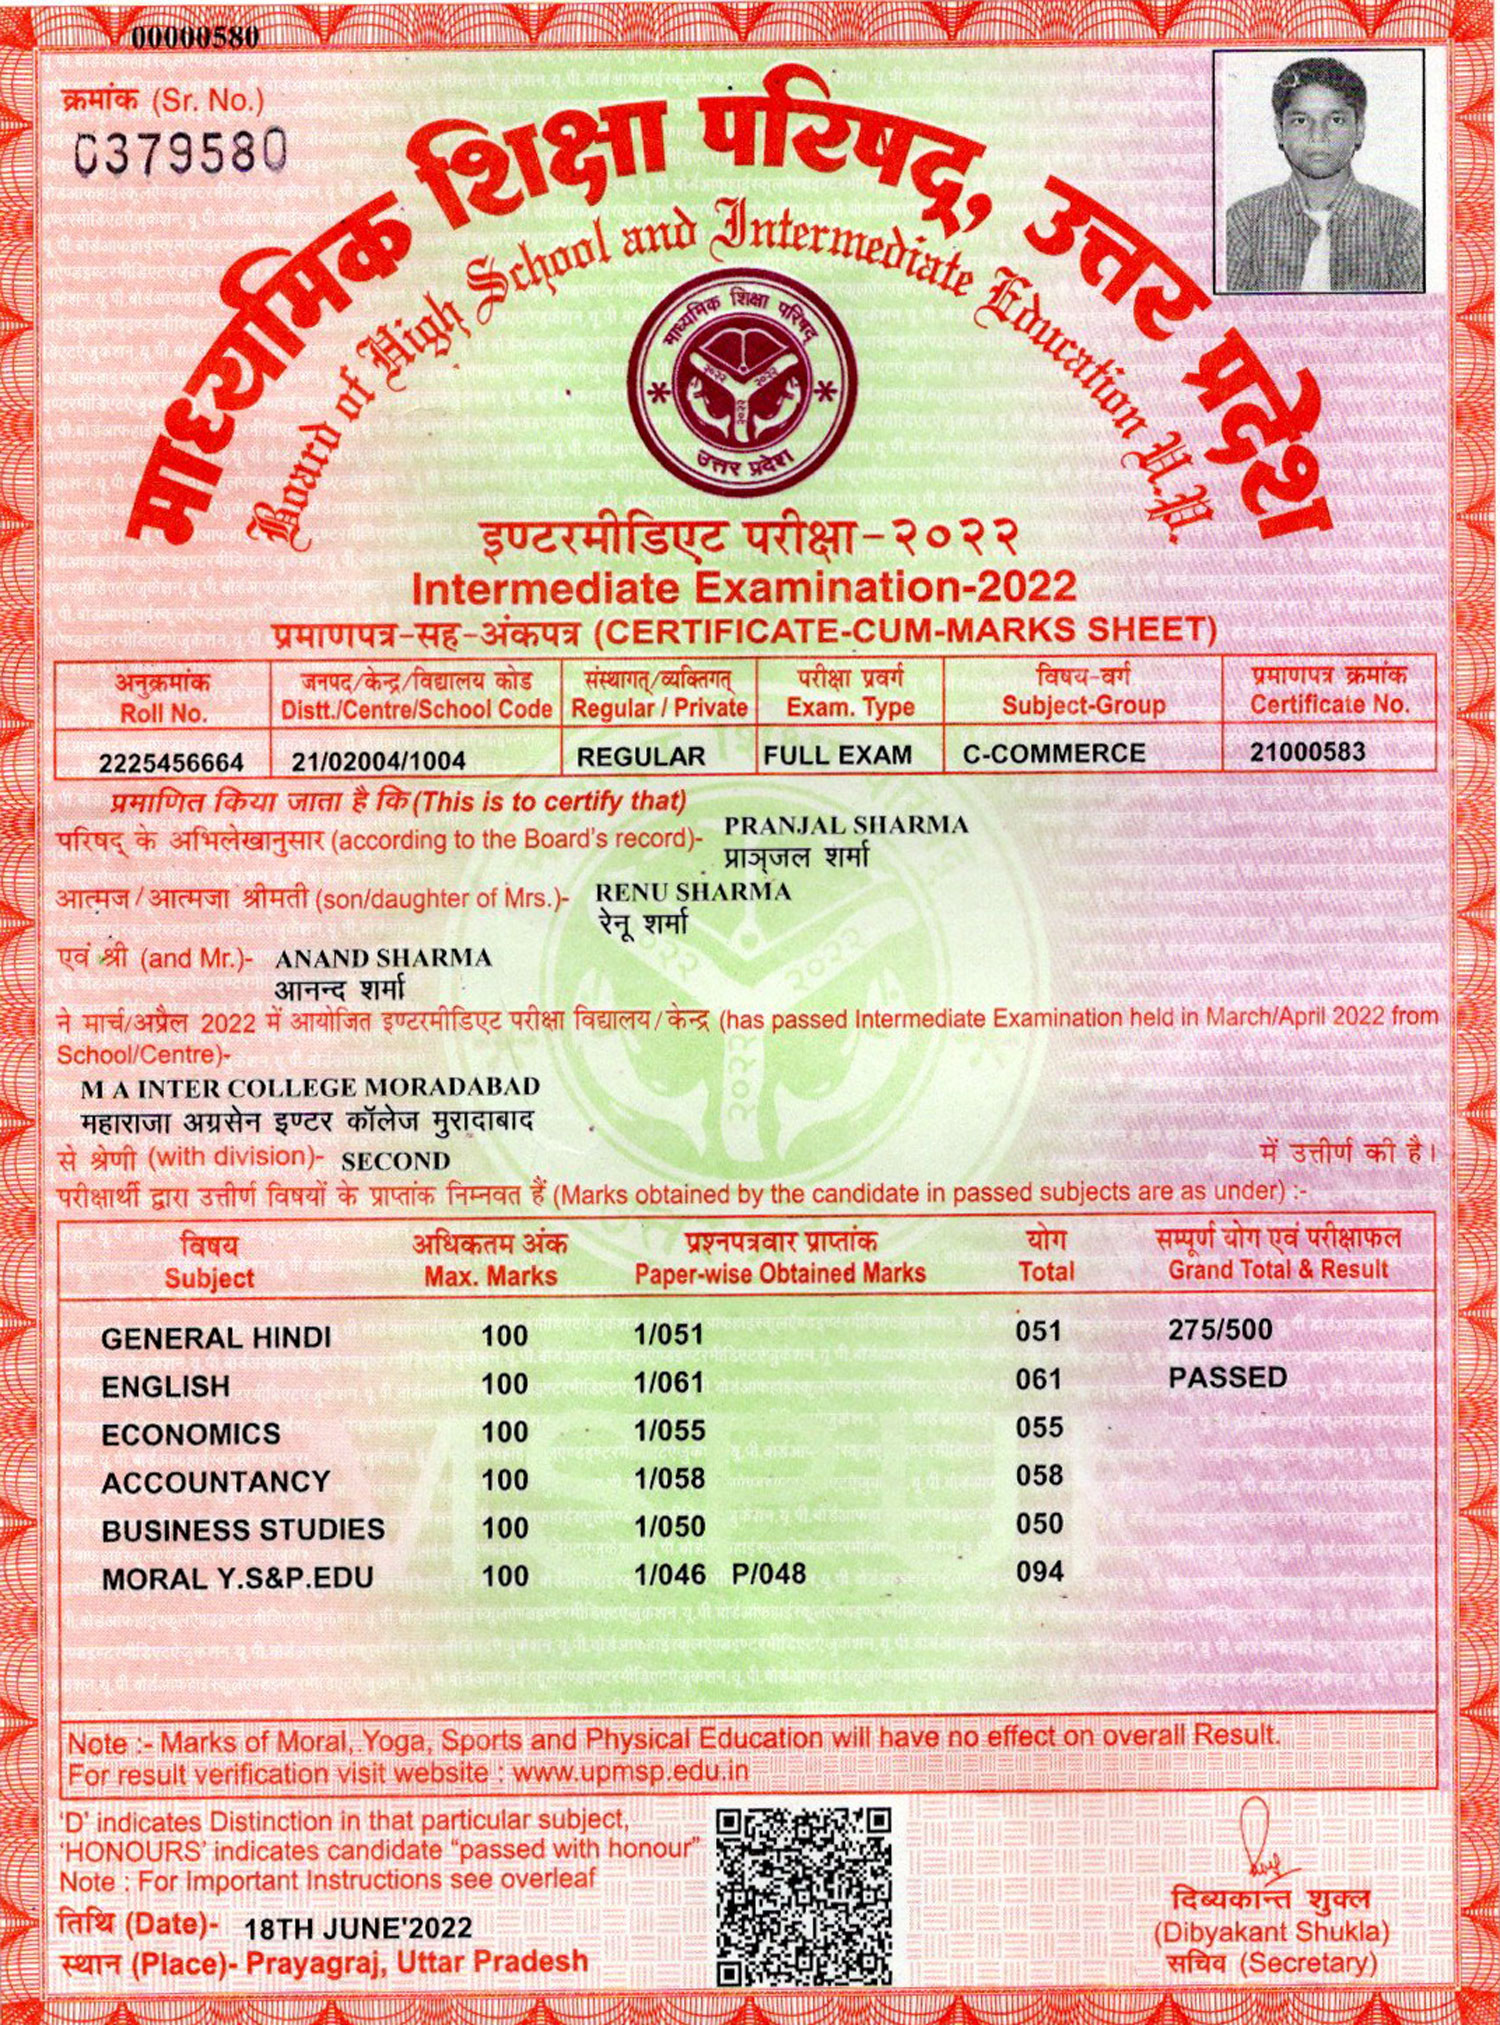 00000580
क्रमांक (Sr. No.)
C379580
माध्यमिक शिक्षा परिषद्, उत्तर प्रदेश
Board of High School and Intermediate Education U.P.
माध्यमिक शिक्षा परिषद्
२०२२ २०२२
२०२२
उत्तर प्रदेश
इण्टरमीडिएट परीक्षा-२०२२
Intermediate Examination-2022
प्रमाणपत्र-सह-अंकपत्र (CERTIFICATE-CUM-MARKS SHEET)
अनुक्रमांक जनपद/केन्द्र/विद्यालय कोड संस्थागत्/व्यक्तिगत् परीक्षा प्रवर्ग विषय-वर्ग प्रमाणपत्र क्रमांक
Roll No. Distt./Centre/School Code Regular / Private Exam. Type Subject-Group Certificate No.
2225456664 21/02004/1004 REGULAR FULL EXAM C-COMMERCE 21000583
प्रमाणित किया जाता है कि (This is to certify that)
परिषद् के अभिलेखानुसार (according to the Board's record)- PRANJAL SHARMA
प्राञ्जल शर्मा
आत्मज/आत्मजा श्रीमती (son/daughter of Mrs.)- RENU SHARMA
रेनू शर्मा
एवं श्री (and Mr.)- ANAND SHARMA
आनन्द शर्मा
ने मार्च/अप्रैल 2022 में आयोजित इण्टरमीडिएट परीक्षा विद्यालय/केन्द्र (has passed Intermediate Examination held in March/April 2022 from
School/Centre)-
M A INTER COLLEGE MORADABAD
महाराजा अग्रसेन इण्टर कॉलेज मुरादाबाद
से श्रेणी (with division)- SECOND में उत्तीर्ण की है।
परीक्षार्थी द्वारा उत्तीर्ण विषयों के प्राप्तांक निम्नवत हैं (Marks obtained by the candidate in passed subjects are as under) :-
विषय अधिकतम अंक प्रश्नपत्रवार प्राप्तांक योग सम्पूर्ण योग एवं परीक्षाफल
Subject Max. Marks Paper-wise Obtained Marks Total Grand Total & Result
GENERAL HINDI 100 1/051 051 275/500
ENGLISH 100 1/061 061 PASSED
ECONOMICS 100 1/055 055
ACCOUNTANCY 100 1/058 058
BUSINESS STUDIES 100 1/050 050
MORAL Y.S&P.EDU 100 1/046 P/048 094
Note :- Marks of Moral, Yoga, Sports and Physical Education will have no effect on overall Result.
For result verification visit website : www.upmsp.edu.in
'D' indicates Distinction in that particular subject,
'HONOURS' indicates candidate "passed with honour"
Note : For Important Instructions see overleaf
तिथि (Date)- 18TH JUNE'2022
स्थान (Place)- Prayagraj, Uttar Pradesh
दिब्यकान्त शुक्ल
(Dibyakant Shukla)
सचिव (Secretary)